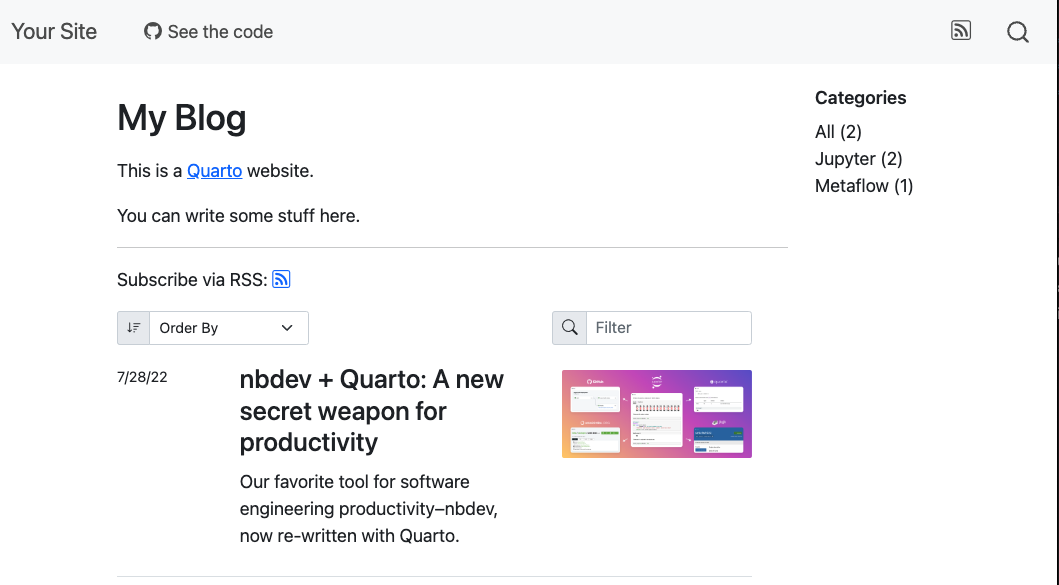 Your Site
See the code
My Blog
This is a Quarto website.
You can write some stuff here.
Subscribe via RSS:
Order By
Filter
7/28/22
nbdev + Quarto: A new
secret weapon for
productivity
Our favorite tool for software
engineering productivity–nbdev,
now re-written with Quarto.
Categories
All (2)
Jupyter (2)
Metaflow (1)